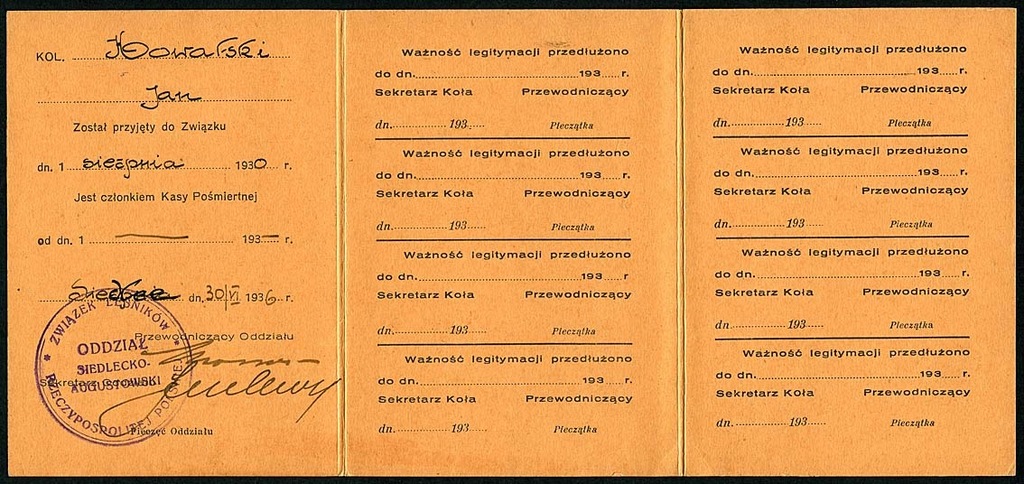 KOL. Kowalski
Jan
Został przyjęty do Związku
dn. 1 sierpnia 1930 r.
Jest członkiem Kasy Pośmiertnej
od dn. 1 — 193— r.
Siedlce dn. 30/VI 1936 r.
Przewodniczący Oddziału
Sekretarz
Pieczęć Oddziału
ZWIĄZEK LEŚNIKÓW
RZECZYPOSPOLITEJ POLSKIEJ
ODDZIAŁ
SIEDLECKO-
AUGUSTOWSKI
Ważność legitymacji przedłużono
do dn. 193 r.
Sekretarz Koła Przewodniczący
dn. 193 Pieczątka
Ważność legitymacji przedłużono
do dn. 193 r.
Sekretarz Koła Przewodniczący
dn. 193 Pieczątka
Ważność legitymacji przedłużono
do dn. 193 r
Sekretarz Koła Przewodniczący
dn. 193 Pieczątka
Ważność legitymacji przedłużono
do dn. 193 r.
Sekretarz Koła Przewodniczący
dn. 193 Pieczątka
Ważność legitymacji przedłużono
do dn. 193 r.
Sekretarz Koła Przewodniczący
dn. 193 Pieczątka
Ważność legitymacji przedłużono
do dn. 193 r.
Sekretarz Koła Przewodniczący
dn. 193 Pieczątka
Ważność legitymacji przedłużono
do dn. 193 r.
Sekretarz Koła Przewodniczący
dn. 193 Pieczątka
Ważność legitymacji przedłużono
do dn. 193 r.
Sekretarz Koła Przewodniczący
dn. 193 Pieczątka